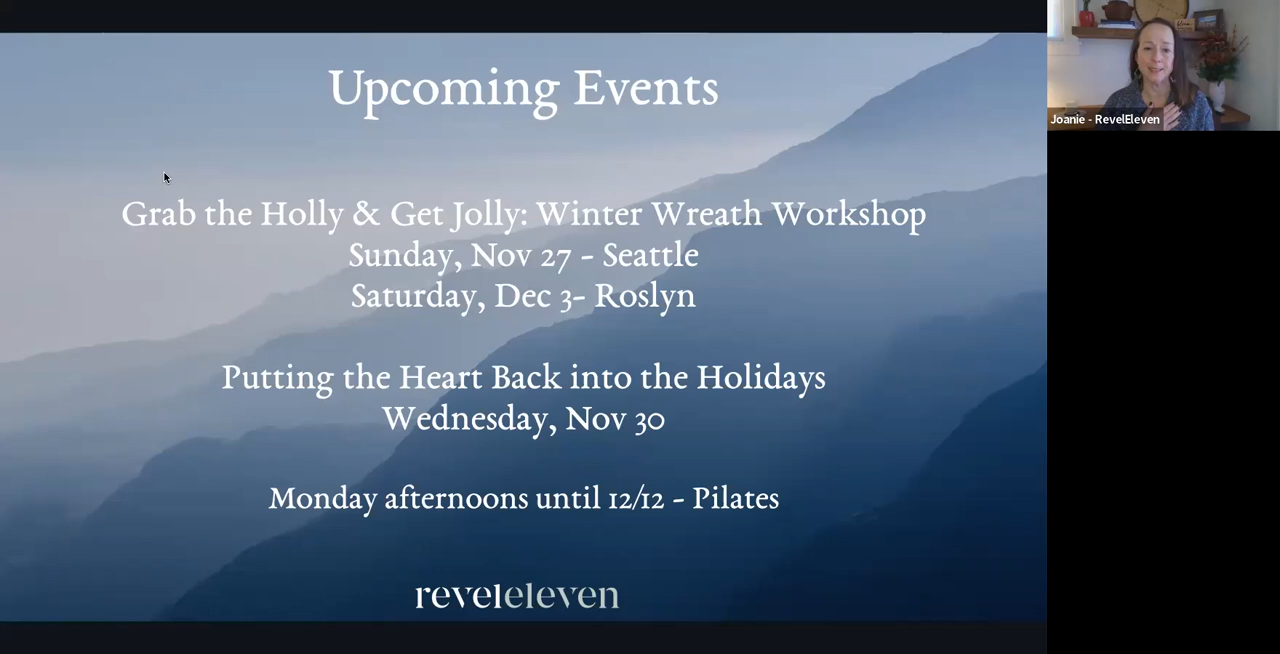 Upcoming Events
Grab the Holly & Get Jolly: Winter Wreath Workshop
Sunday, Nov 27 - Seattle
Saturday, Dec 3- Roslyn
Putting the Heart Back into the Holidays
Wednesday, Nov 30
Monday afternoons until 12/12 - Pilates
reveleleven
Joanie - RevelEleven